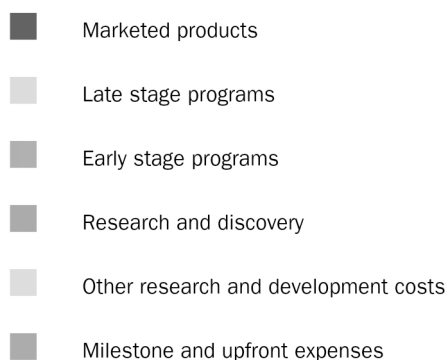 Marketed products
Late stage programs
Early stage programs
Research and discovery
Other research and development costs
Milestone and upfront expenses